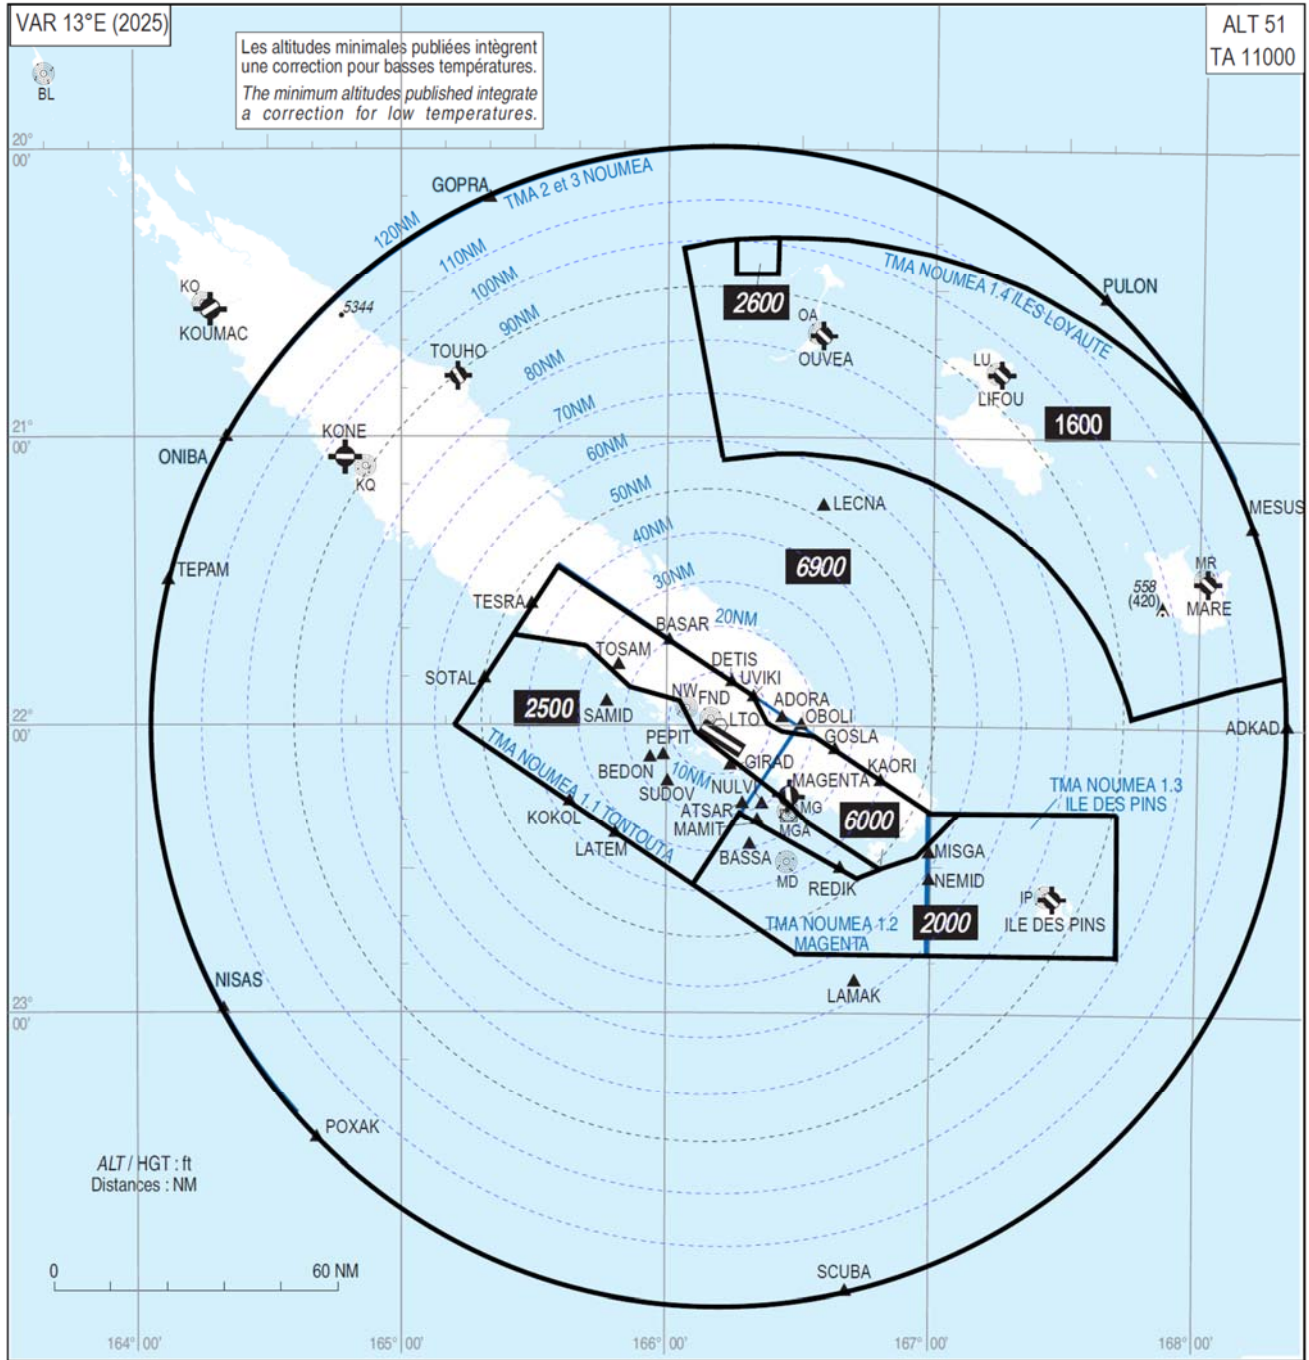 VAR 13°E (2025)
ALT 51
TA 11000
Les altitudes minimales publiées intègrent
une correction pour basses températures.
The minimum altitudes published integrate
a correction for low temperatures.
BL
20°
00'
GOPRA
TMA 2 et 3 NOUMEA
120NM
110NM
100NM
90NM
80NM
70NM
60NM
50NM
40NM
30NM
20NM
10NM
TMA NOUMEA 1.4 ILES LOYAUTE
PULON
KO
KOUMAC
5344
2600
OA
OUVEA
TOUHO
LU
LIFOU
1600
21°
00'
KONE
ONIBA
KQ
LECNA
MESUS
6900
TEPAM
MR
558
(420)
MARE
TESRA
BASAR
TOSAM
DETIS
UVIKI
SOTAL
NW
FND
ADORA
2500
SAMID
LTO
OBOLI
22°
00'
ADKAD
PEPIT
GOSLA
BEDON
GIRAD
KAORI
SUDOV
NULVI
MAGENTA
TMA NOUMEA 1.3
ILE DES PINS
TMA NOUMEA 1.1 TONTOUTA
KOKOL
ATSAR
MG
MAMIT
MGA
6000
LATEM
BASSA
MISGA
MD
REDIK
NEMID
IP
ILE DES PINS
2000
TMA NOUMEA 1.2
MAGENTA
NISAS
LAMAK
23°
00'
POXAK
ALT / HGT : ft
Distances : NM
0
60 NM
SCUBA
164° 00'
165° 00'
166° 00'
167° 00'
168° 00'